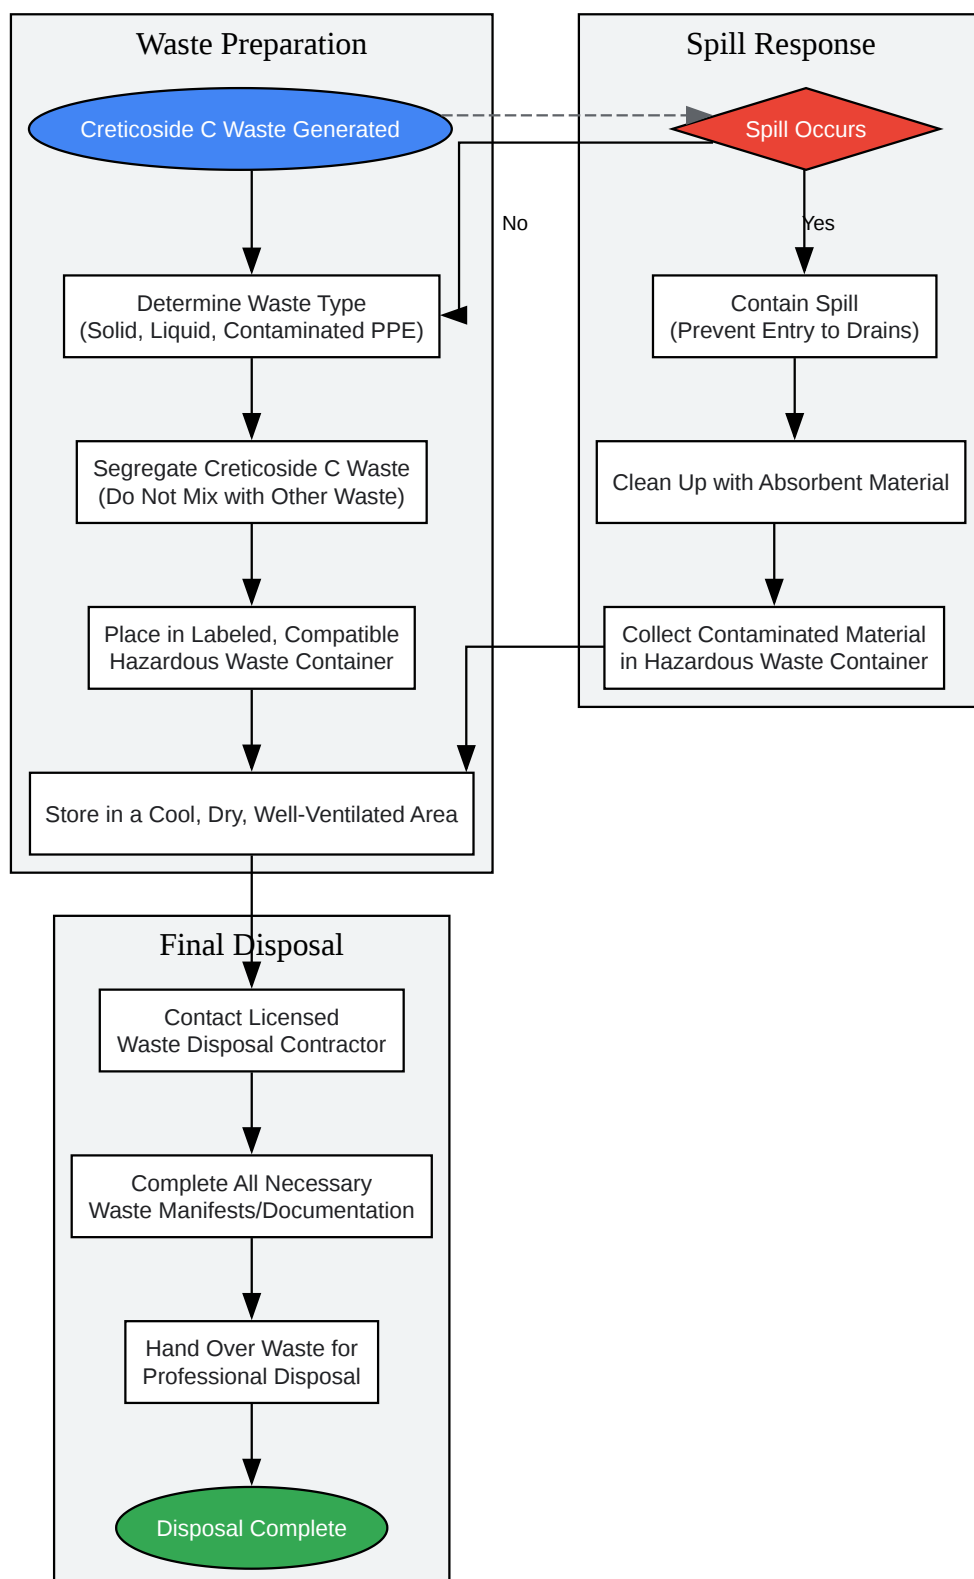 Waste Preparation
Creticoside C Waste Generated
Determine Waste Type
(Solid, Liquid, Contaminated PPE)
Segregate Creticoside C Waste
(Do Not Mix with Other Waste)
Place in Labeled, Compatible
Hazardous Waste Container
Store in a Cool, Dry, Well-Ventilated Area
Spill Response
Spill Occurs
No
Yes
Contain Spill
(Prevent Entry to Drains)
Clean Up with Absorbent Material
Collect Contaminated Material
in Hazardous Waste Container
Final Disposal
Contact Licensed
Waste Disposal Contractor
Complete All Necessary
Waste Manifests/Documentation
Hand Over Waste for
Professional Disposal
Disposal Complete